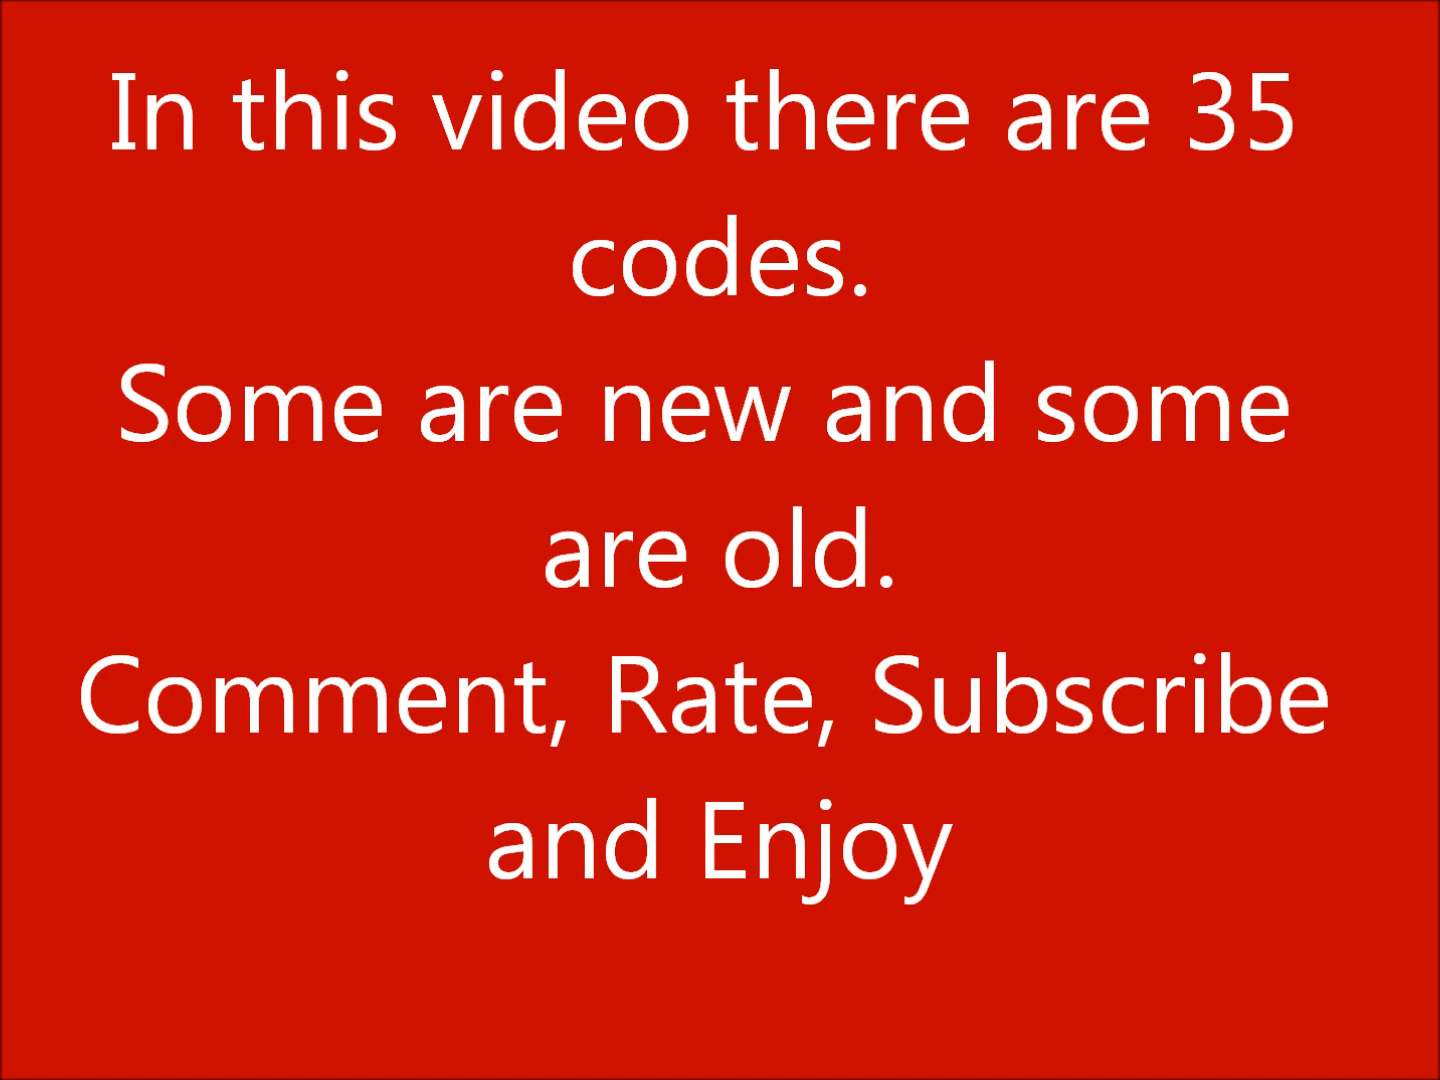 In this video there are 35
codes.
Some are new and some
are old.
Comment, Rate, Subscribe
and Enjoy